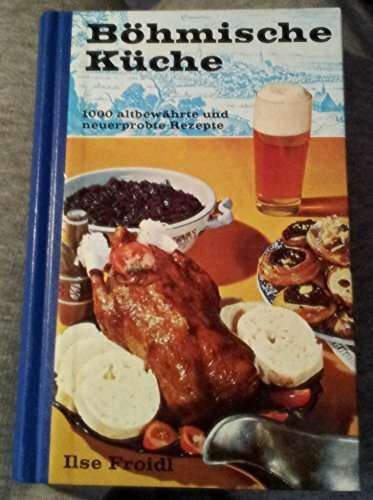 Böhmische
Küche
1000 altbewährte und
neuerprobte Rezepte
Ilse Froidl